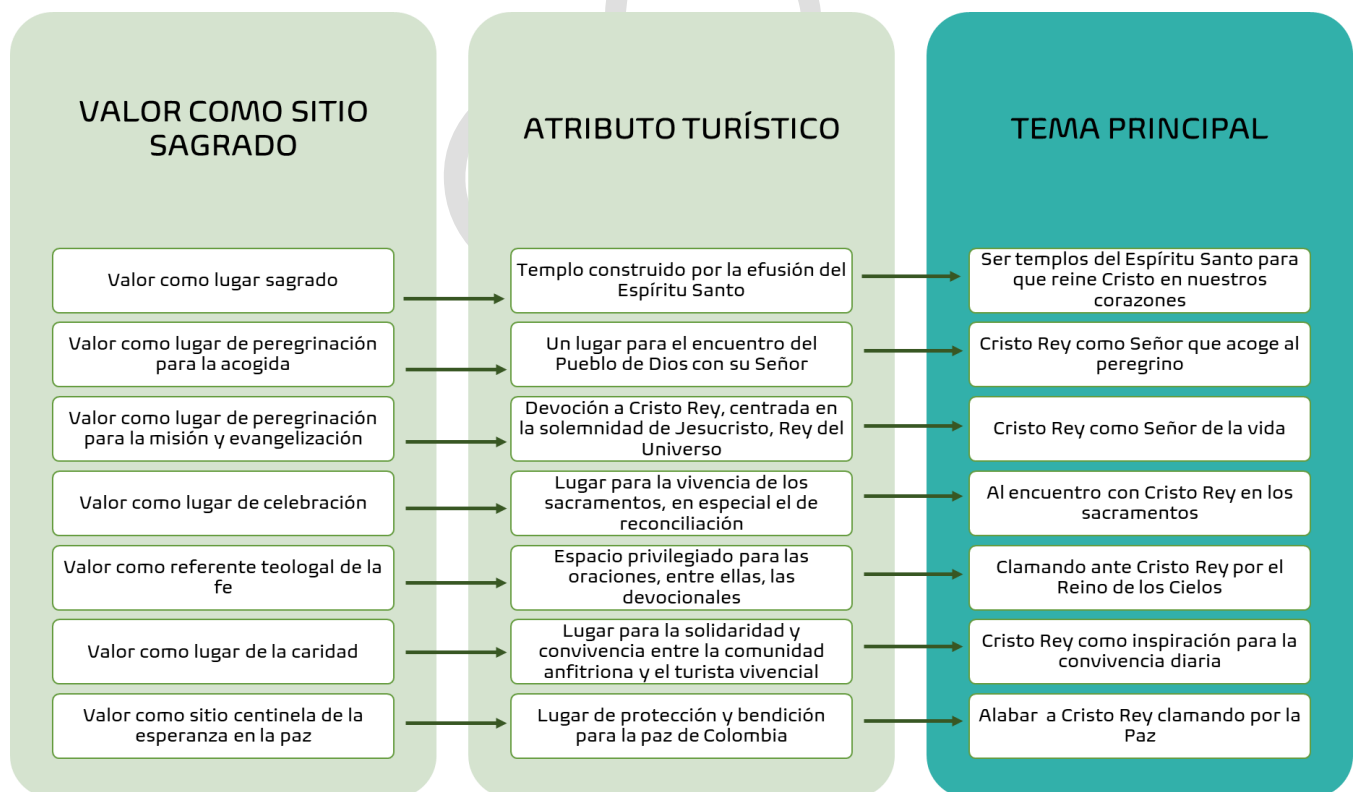 VALOR COMO SITIO
SAGRADO
ATRIBUTO TURÍSTICO
TEMA PRINCIPAL
Valor como lugar sagrado
Templo construido por la efusión del
Espíritu Santo
Ser templos del Espíritu Santo para
que reine Cristo en nuestros
corazones
Valor como lugar de peregrinación
para la acogida
Un lugar para el encuentro del
Pueblo de Dios con su Señor
Cristo Rey como Señor que acoge al
peregrino
Valor como lugar de peregrinación
para la misión y evangelización
Devoción a Cristo Rey, centrada en
la solemnidad de Jesucristo, Rey del
Universo
Cristo Rey como Señor de la vida
Valor como lugar de celebración
Lugar para la vivencia de los
sacramentos, en especial el de
reconciliación
Al encuentro con Cristo Rey en los
sacramentos
Valor como referente teologal de la
fe
Espacio privilegiado para las
oraciones, entre ellas, las
devocionales
Clamando ante Cristo Rey por el
Reino de los Cielos
Valor como lugar de la caridad
Lugar para la solidaridad y
convivencia entre la comunidad
anfitriona y el turista vivencial
Cristo Rey como inspiración para la
convivencia diaria
Valor como sitio centinela de la
esperanza en la paz
Lugar de protección y bendición
para la paz de Colombia
Alabar a Cristo Rey clamando por la
Paz